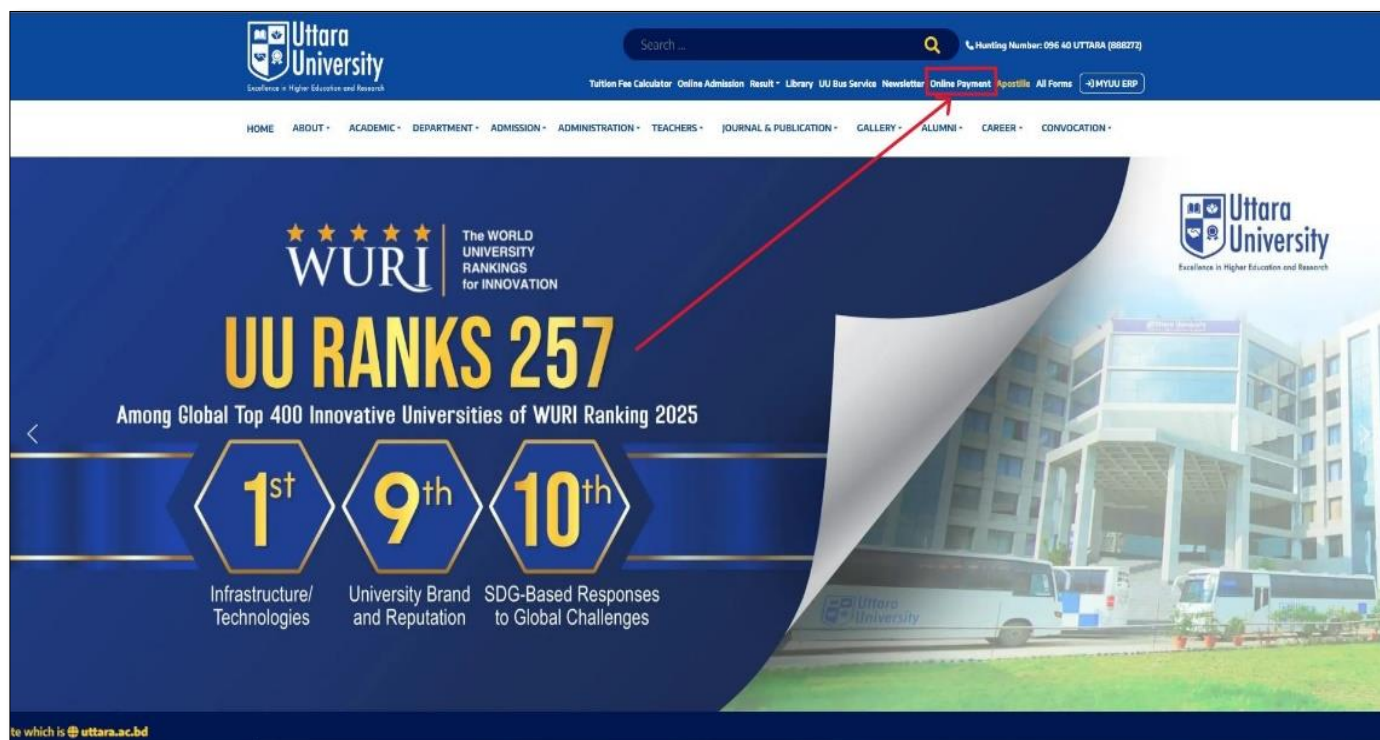 Uttara
University
Excellence in Higher Education and Research
Search ...
Hunting Number: 096 40 UTTARA (888272)
Tuition Fee Calculator Online Admission Result Library UU Bus Service Newsletter Online Payment Apostille All Forms MYUU ERP
HOME ABOUT ACADEMIC DEPARTMENT ADMISSION ADMINISTRATION TEACHERS JOURNAL & PUBLICATION GALLERY ALUMNI CAREER CONVOCATION
WURI
The WORLD
UNIVERSITY
RANKINGS
for INNOVATION
Uttara
University
Excellence in Higher Education and Research
UU RANKS 257
Among Global Top 400 Innovative Universities of WURI Ranking 2025
1st 9th 10th
Infrastructure/
Technologies
University Brand
and Reputation
SDG-Based Responses
to Global Challenges
Uttara University
Uttara
University
te which is uttara.ac.bd